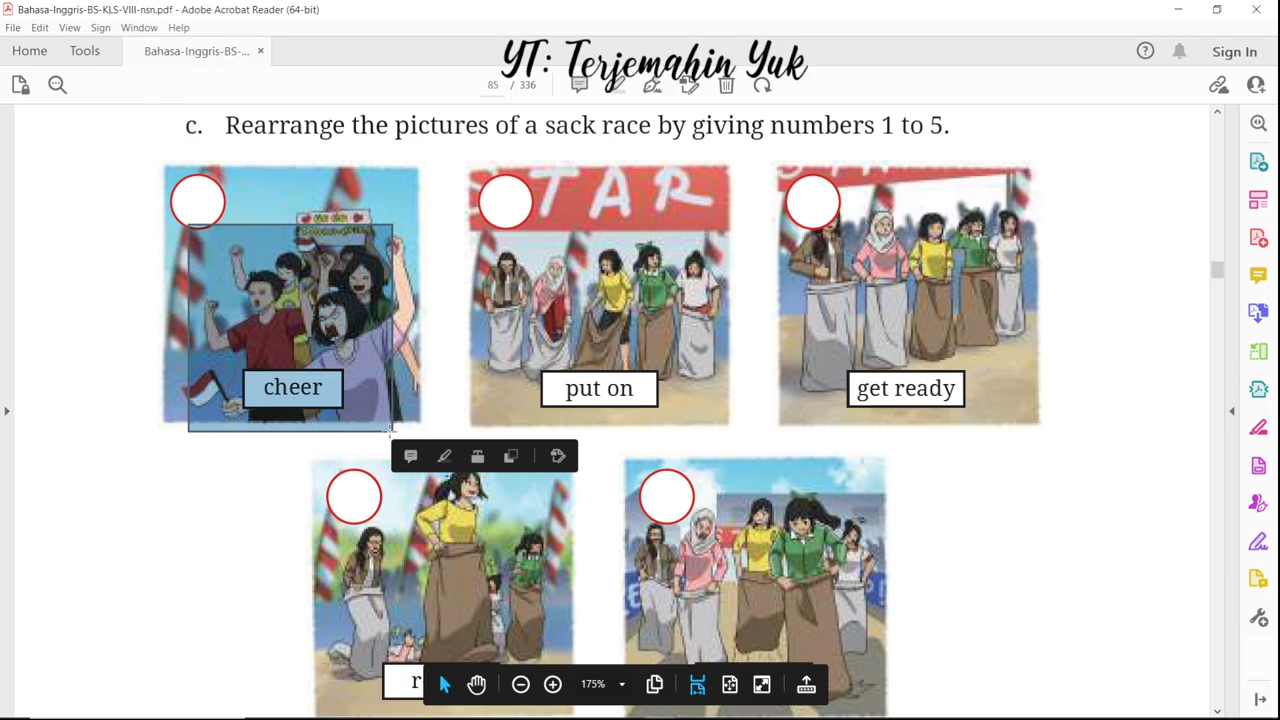 Bahasa-Inggris-BS-KLS-VIII-nsn.pdf - Adobe Acrobat Reader (64-bit)
File Edit View Sign Window Help
Home Tools Bahasa-Inggris-BS-... × Sign In
YT: Terjemahin Yuk
85 / 336
c. Rearrange the pictures of a sack race by giving numbers 1 to 5.
STAR
cheer
put on
get ready
r
175%